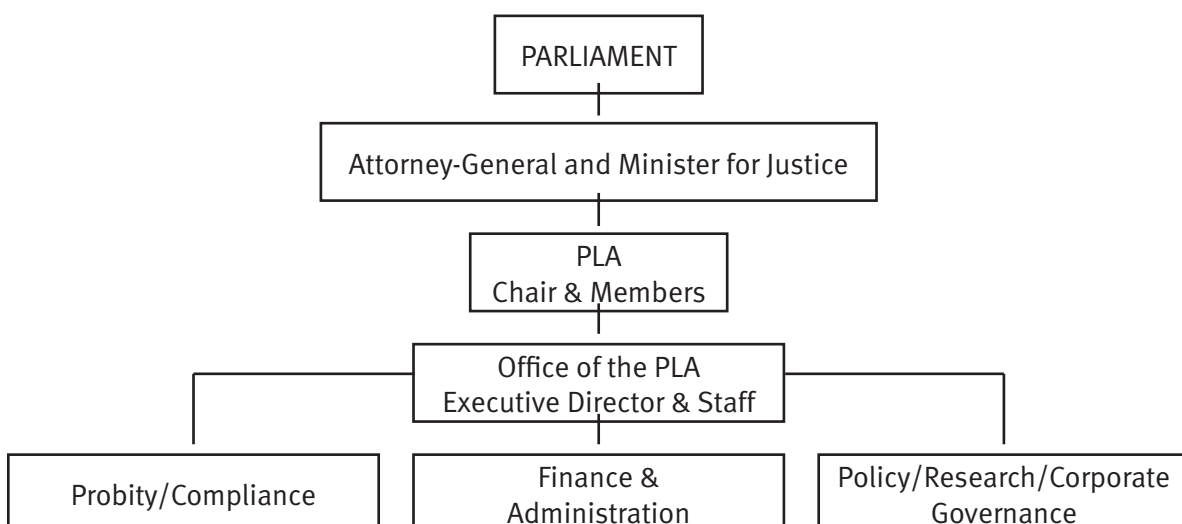 PARLIAMENT
Attorney-General and Minister for Justice
PLA
Chair & Members
Office of the PLA
Executive Director & Staff
Probity/Compliance
Finance &
Administration
Policy/Research/Corporate
Governance